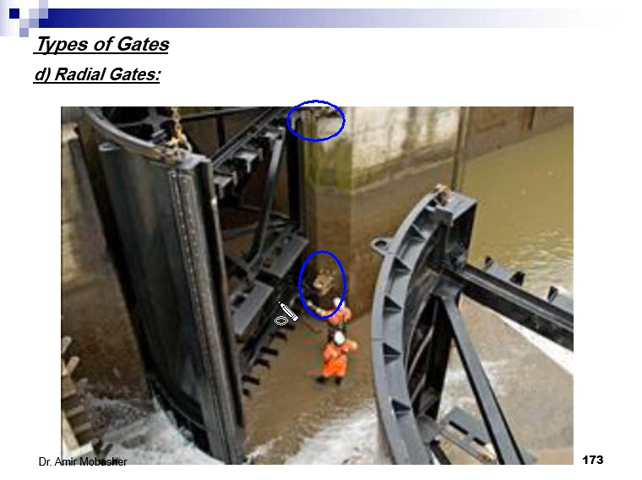 Types of Gates
d) Radial Gates:
Dr. Amir Mobasher
173